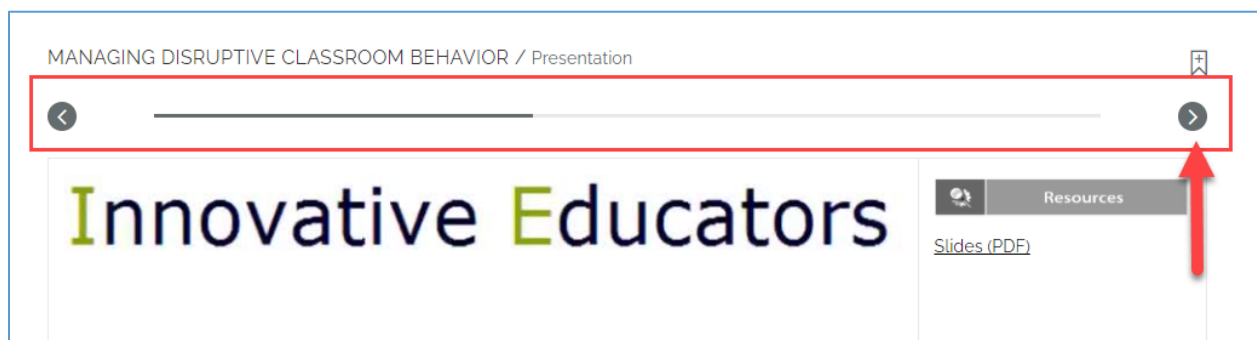 MANAGING DISRUPTIVE CLASSROOM BEHAVIOR / Presentation
Innovative Educators
Resources
Slides (PDF)